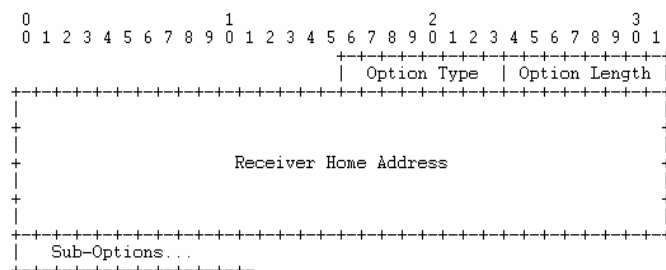 0 1 2 3
0 1 2 3 4 5 6 7 8 9 0 1 2 3 4 5 6 7 8 9 0 1 2 3 4 5 6 7 8 9 0 1
+-+-+-+-+-+-+-+-+-+-+-+-+-+-+-+-+
| Option Type | Option Length |
+-+-+-+-+-+-+-+-+-+-+-+-+-+-+-+-+-+-+-+-+-+-+-+-+-+-+-+-+-+-+-+-+
| |
+ +
| |
+ Receiver Home Address +
| |
+ +
| |
+-+-+-+-+-+-+-+-+-+-+-+-+-+-+-+-+-+-+-+-+-+-+-+-+-+-+-+-+-+-+-+-+
| Sub-Options...
+-+-+-+-+-+-+-+-+-+-+-+-